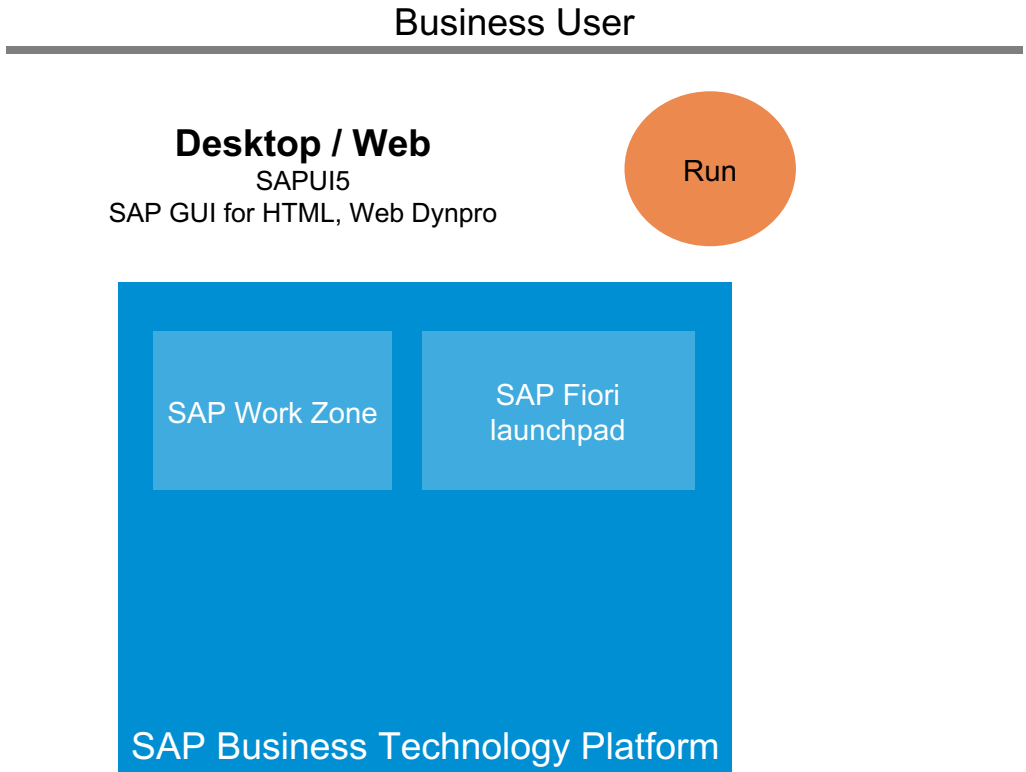 Business User
Desktop / Web
SAPUI5
SAP GUI for HTML, Web Dynpro
Run
SAP Work Zone
SAP Fiori
launchpad
SAP Business Technology Platform